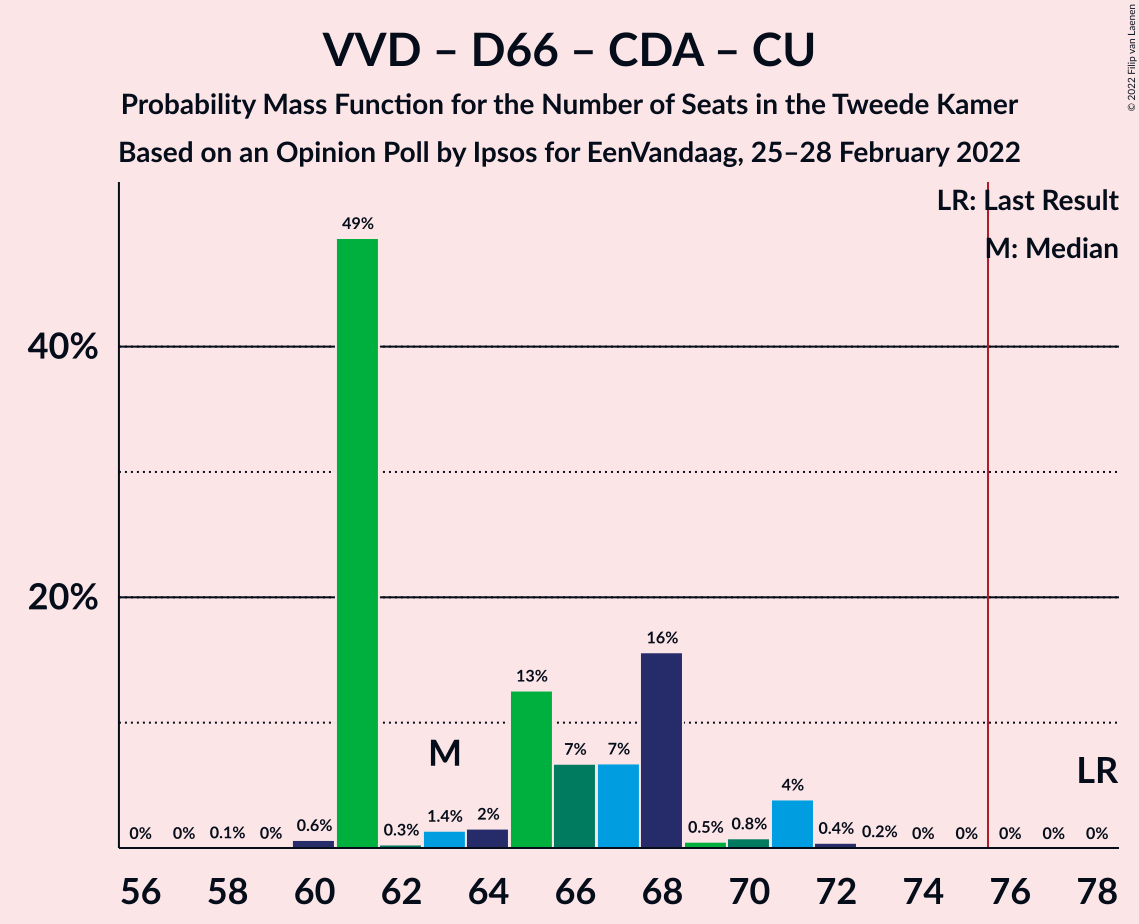 VVD – D66 – CDA – CU
Probability Mass Function for the Number of Seats in the Tweede Kamer
Based on an Opinion Poll by Ipsos for EenVandaag, 25–28 February 2022
© 2022 Filip van Laenen
LR: Last Result
M: Median
40%
20%
0% 0% 0.1% 0% 0.6% 49% 0.3% 1.4% 2% 13% 7% 7% 16% 0.5% 0.8% 4% 0.4% 0.2% 0% 0% 0% 0% 0%
M
LR
56 58 60 62 64 66 68 70 72 74 76 78